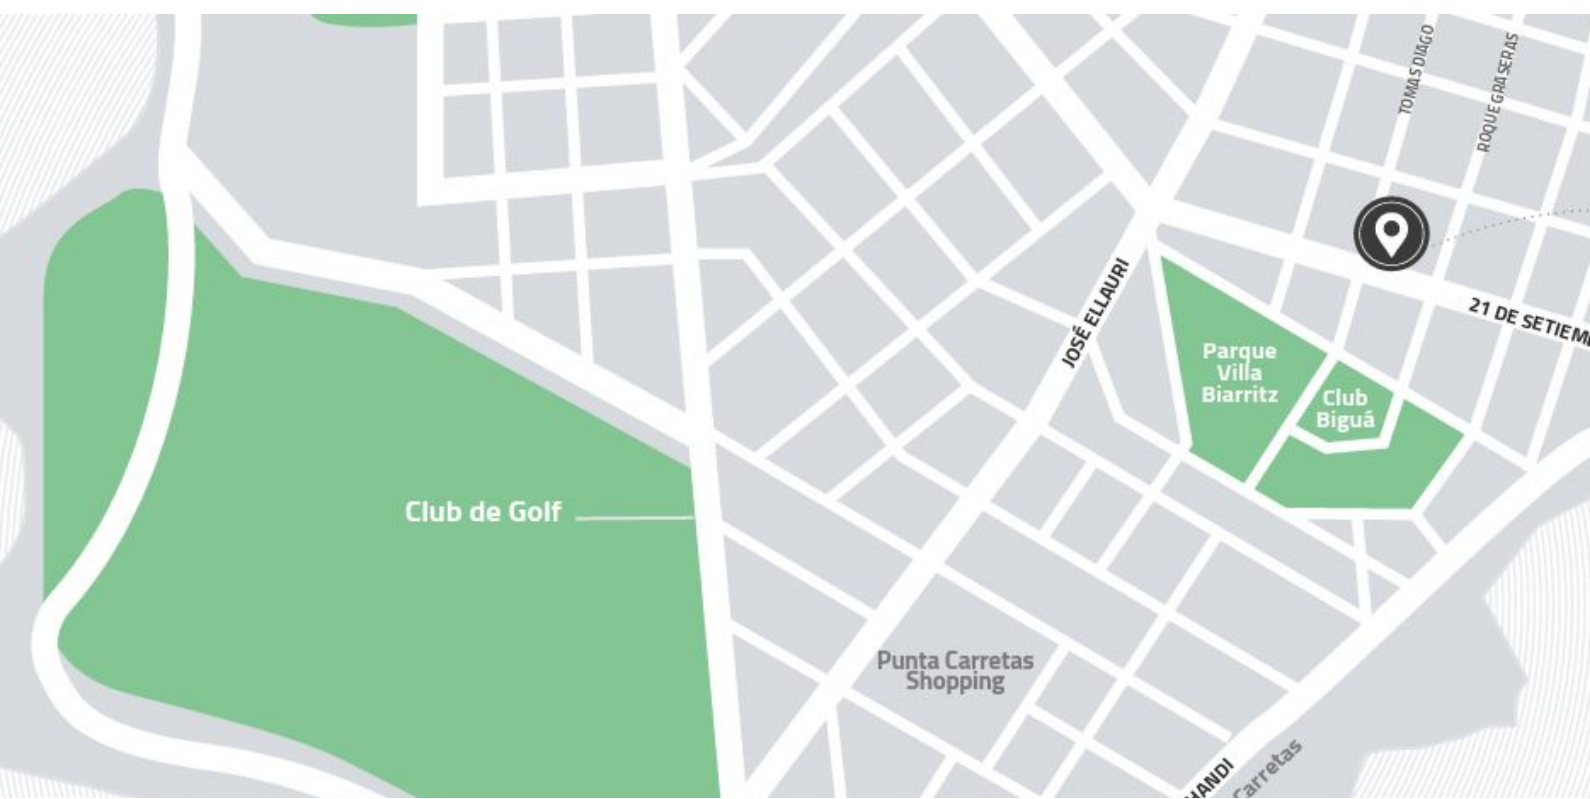 TOMAS DIAGO
ROQUE GRASERAS
JOSÉ ELLAURI
21 DE SETIEM
Parque
Villa
Biarritz
Club
Biguá
Club de Golf
Punta Carretas
Shopping
HANDI
Carretas